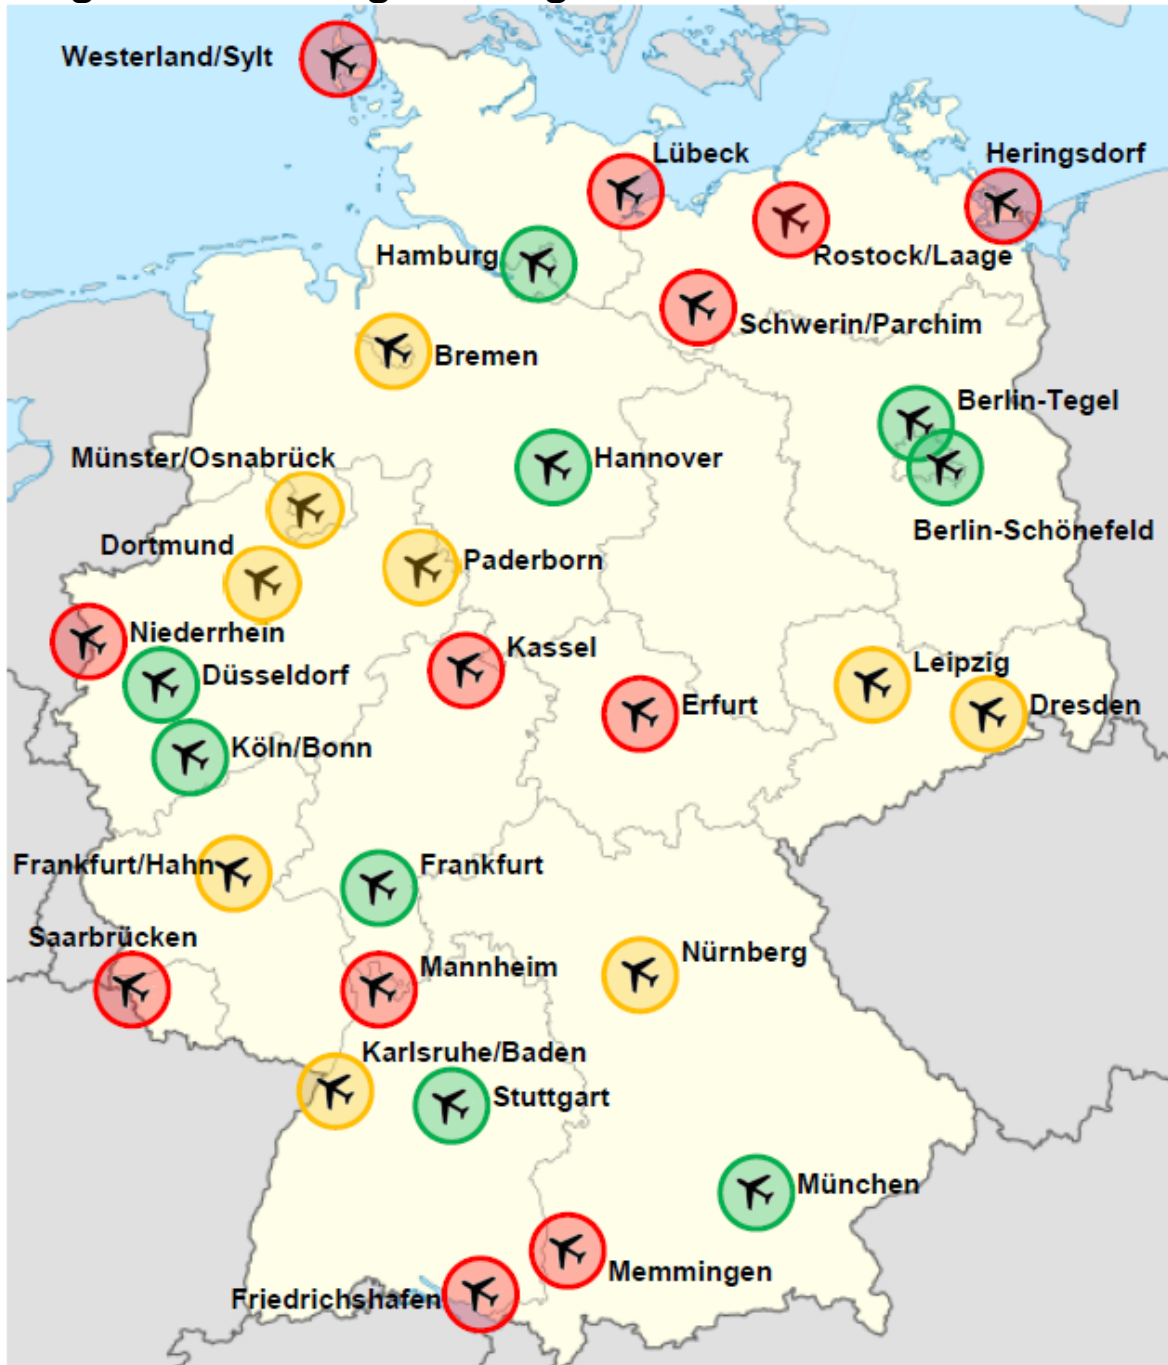 Westerland/Sylt
Lübeck
Heringsdorf
Hamburg
Rostock/Laage
Schwerin/Parchim
Bremen
Berlin-Tegel
Münster/Osnabrück
Hannover
Berlin-Schönefeld
Dortmund
Paderborn
Niederrhein
Kassel
Düsseldorf
Leipzig
Erfurt
Dresden
Köln/Bonn
Frankfurt/Hahn
Frankfurt
Saarbrücken
Nürnberg
Mannheim
Karlsruhe/Baden
Stuttgart
München
Memmingen
Friedrichshafen